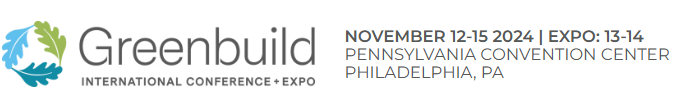 Greenbuild
INTERNATIONAL CONFERENCE + EXPO
NOVEMBER 12-15 2024 | EXPO: 13-14
PENNSYLVANIA CONVENTION CENTER
PHILADELPHIA, PA